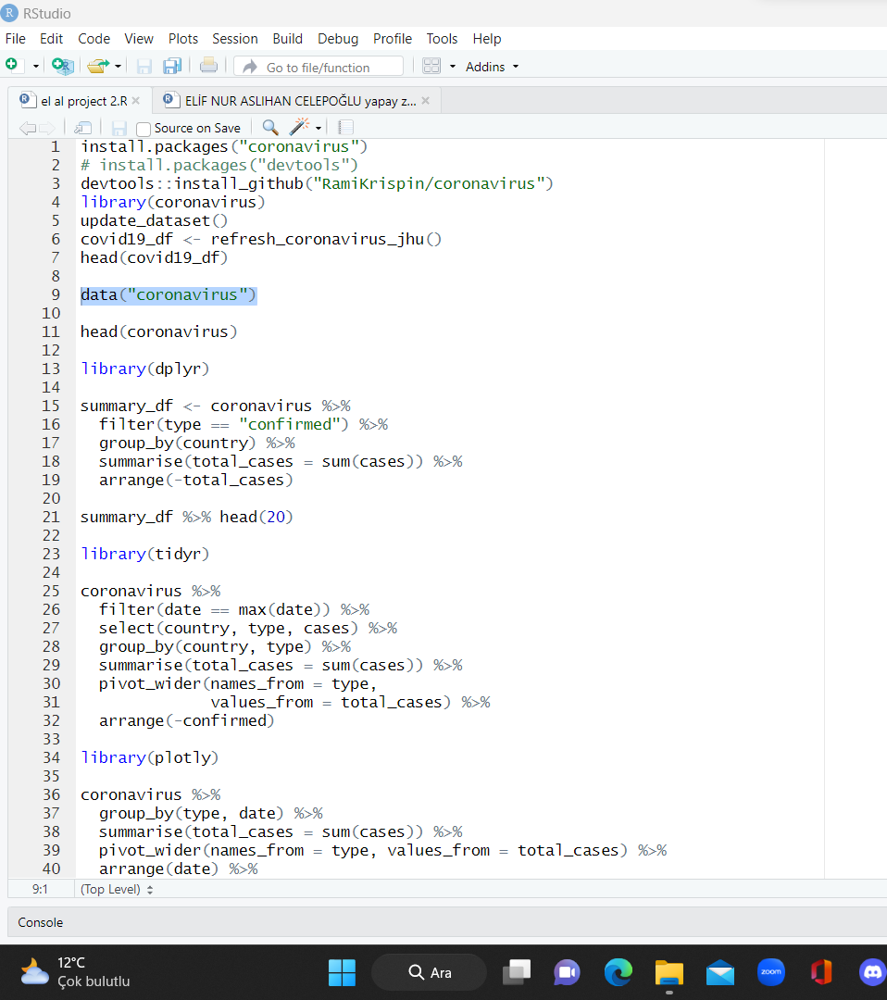 R RStudio
File Edit Code View Plots Session Build Debug Profile Tools Help
Go to file/function Addins
el al project 2.R × ELİF NUR ASLIHAN CELEPOĞLU yapay z... ×
Source on Save
1 install.packages("coronavirus")
2 # install.packages("devtools")
3 devtools::install_github("RamiKrispin/coronavirus")
4 library(coronavirus)
5 update_dataset()
6 covid19_df <- refresh_coronavirus_jhu()
7 head(covid19_df)
8
9 data("coronavirus")
10
11 head(coronavirus)
12
13 library(dplyr)
14
15 summary_df <- coronavirus %>%
16 filter(type == "confirmed") %>%
17 group_by(country) %>%
18 summarise(total_cases = sum(cases)) %>%
19 arrange(-total_cases)
20
21 summary_df %>% head(20)
22
23 library(tidyr)
24
25 coronavirus %>%
26 filter(date == max(date)) %>%
27 select(country, type, cases) %>%
28 group_by(country, type) %>%
29 summarise(total_cases = sum(cases)) %>%
30 pivot_wider(names_from = type,
31 values_from = total_cases) %>%
32 arrange(-confirmed)
33
34 library(plotly)
35
36 coronavirus %>%
37 group_by(type, date) %>%
38 summarise(total_cases = sum(cases)) %>%
39 pivot_wider(names_from = type, values_from = total_cases) %>%
40 arrange(date) %>%
9:1 (Top Level)
Console
12°C
Çok bulutlu
Ara
zoom